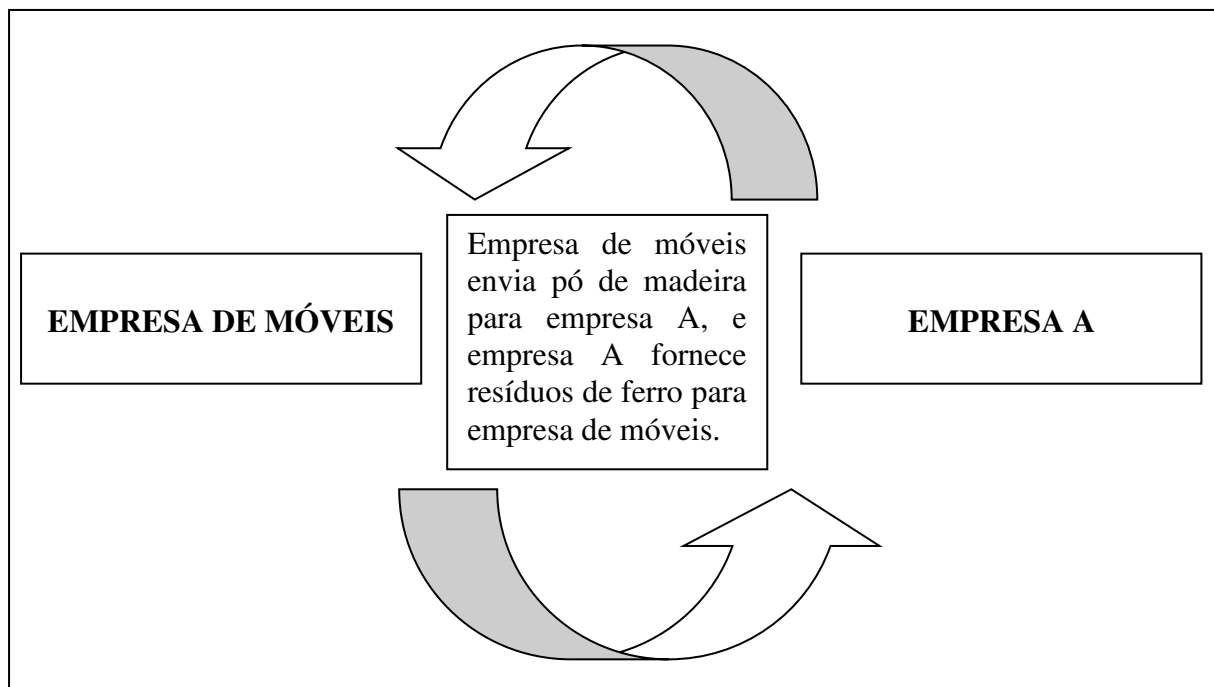 EMPRESA DE MÓVEIS
Empresa de móveis
envia pó de madeira
para empresa A, e
empresa A fornece
resíduos de ferro para
empresa de móveis.
EMPRESA A